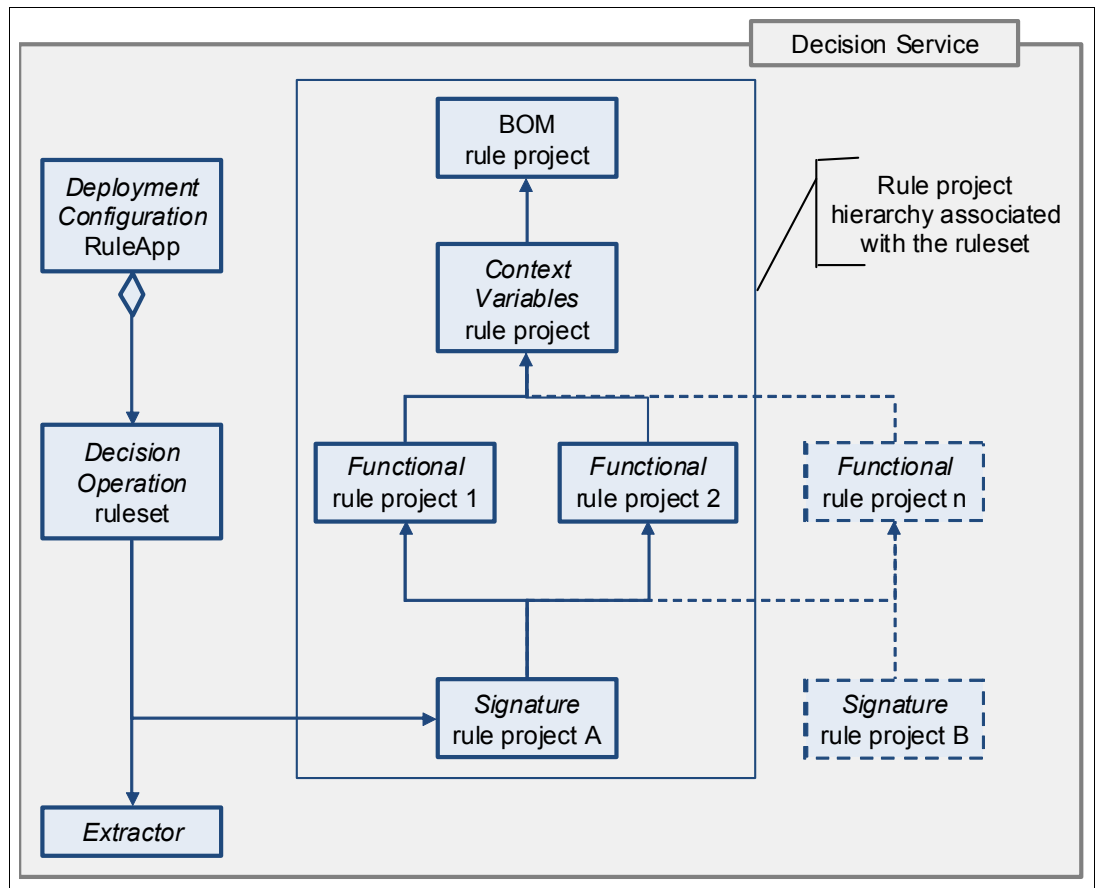 Decision Service
BOM
rule project
Deployment
Configuration
RuleApp
Rule project
hierarchy associated
with the ruleset
Context
Variables
rule project
Decision
Operation
ruleset
Functional
rule project 1
Functional
rule project 2
Functional
rule project n
Signature
rule project A
Signature
rule project B
Extractor